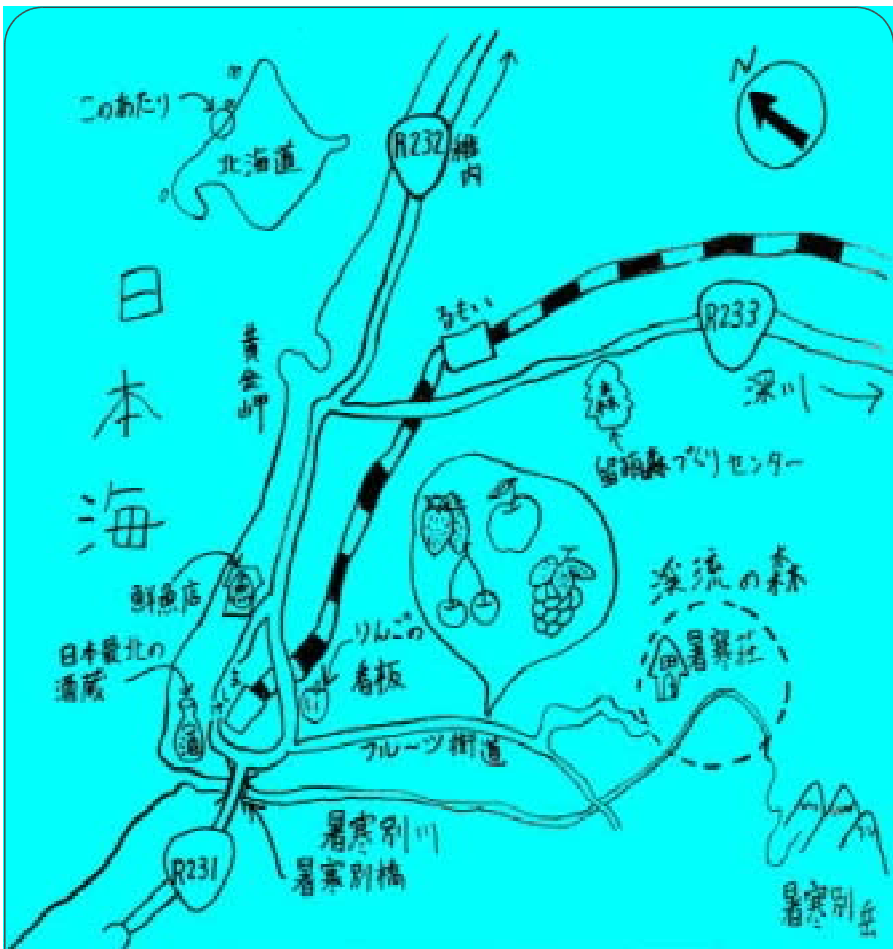 N
このあたり
北海道
R232
稚内
日本海
黄金岬
るもい
R233
深川
森
留萌森づくりセンター
鮮魚店
渓流の森
暑寒荘
日本最北の
酒蔵
酒
りんごの
看板
フルーツ街道
暑寒別川
暑寒別橋
R231
暑寒別岳